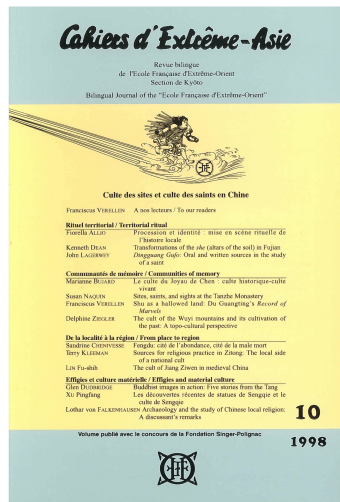 Cahiers d'Extrême-Asie
Revue bilingue
de l'Ecole Française d'Extrême-Orient
Section de Kyôto
Bilingual Journal of the "Ecole Française d'Extrême-Orient"
Culte des sites et culte des saints en Chine
Franciscus VERELLEN A nos lecteurs / To our readers
Rituel territorial / Territorial ritual
Fiorella ALLIO Procession et identité : mise en scène rituelle de
l'histoire locale
Kenneth DEAN Transformations of the she (altars of the soil) in Fujian
John LAGERWEY Dingguang Gufo: Oral and written sources in the study
of a saint
Communautés de mémoire / Communities of memory
Marianne BUJARD Le culte du Joyau de Chen : culte historique-culte
vivant
Susan NAQUIN Sites, saints, and sights at the Tanzhe Monastery
Franciscus VERELLEN Shu as a hallowed land: Du Guangting's Record of
Marvels
Delphine ZIEGLER The cult of the Wuyi mountains and its cultivation of
the past: A topo-cultural perspective
De la localité à la région / From place to region
Sandrine CHENIVESSE Fengdu: cité de l'abondance, cité de la male mort
Terry KLEEMAN Sources for religious practice in Zitong: The local side
of a national cult
LIN Fu-shih The cult of Jiang Ziwen in medieval China
Effigies et culture matérielle / Effigies and material culture
Glen DUDBRIDGE Buddhist images in action: Five stories from the Tang
XU Pingfang Les découvertes récentes de statues de Sengqie et le
culte de Sengqie
Lothar von FALKENHAUSEN Archaeology and the study of Chinese local religion:
A discussant's remarks
10
Volume publié avec le concours de la Fondation Singer-Polignac
1998